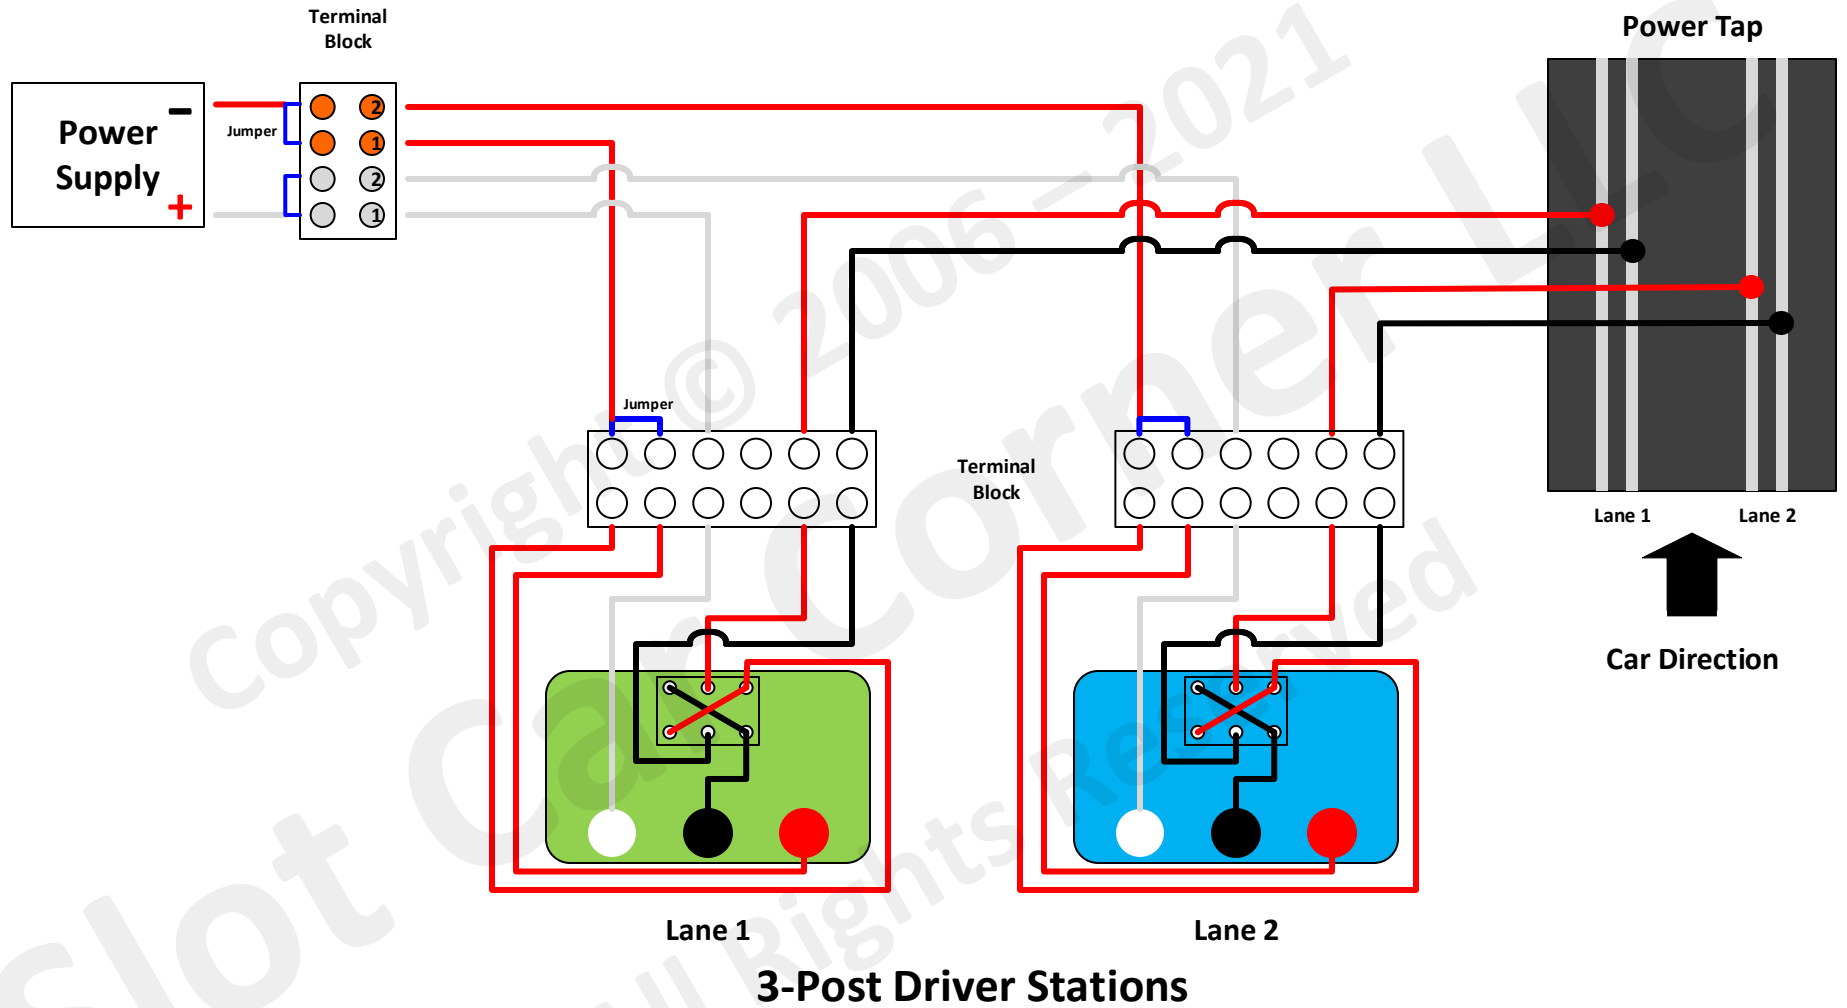 Terminal
Block
Power Tap
Power
Supply
−
+
Jumper
2
1
2
1
Jumper
Terminal
Block
Lane 1
Lane 2
Car Direction
Lane 1
Lane 2
3-Post Driver Stations
Copyright © 2006 – 2021
Slot Car Corner LLC
All Rights Reserved